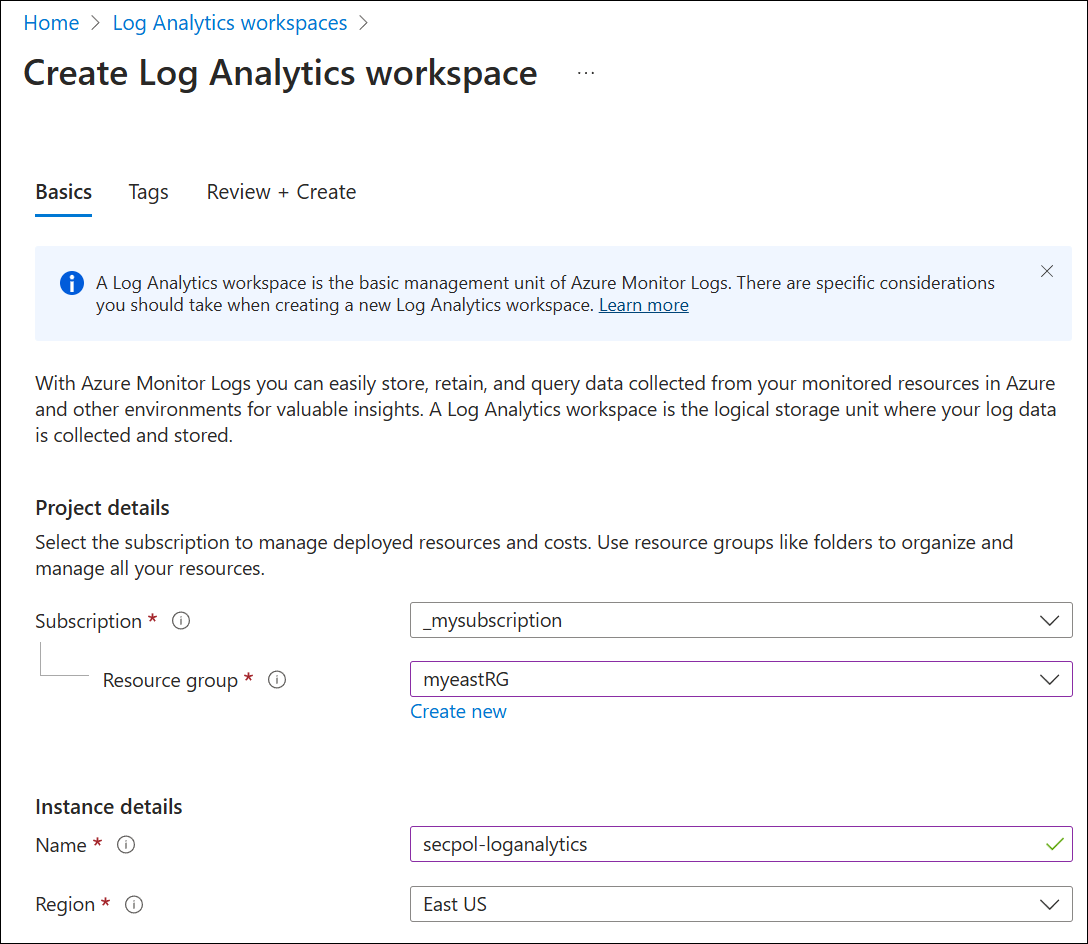 Home > Log Analytics workspaces >
Create Log Analytics workspace ...
Basics Tags Review + Create
A Log Analytics workspace is the basic management unit of Azure Monitor Logs. There are specific considerations
you should take when creating a new Log Analytics workspace. Learn more
With Azure Monitor Logs you can easily store, retain, and query data collected from your monitored resources in Azure
and other environments for valuable insights. A Log Analytics workspace is the logical storage unit where your log data
is collected and stored.
Project details
Select the subscription to manage deployed resources and costs. Use resource groups like folders to organize and
manage all your resources.
Subscription * _mysubscription
Resource group * myeastRG
Create new
Instance details
Name * secpol-loganalytics
Region * East US